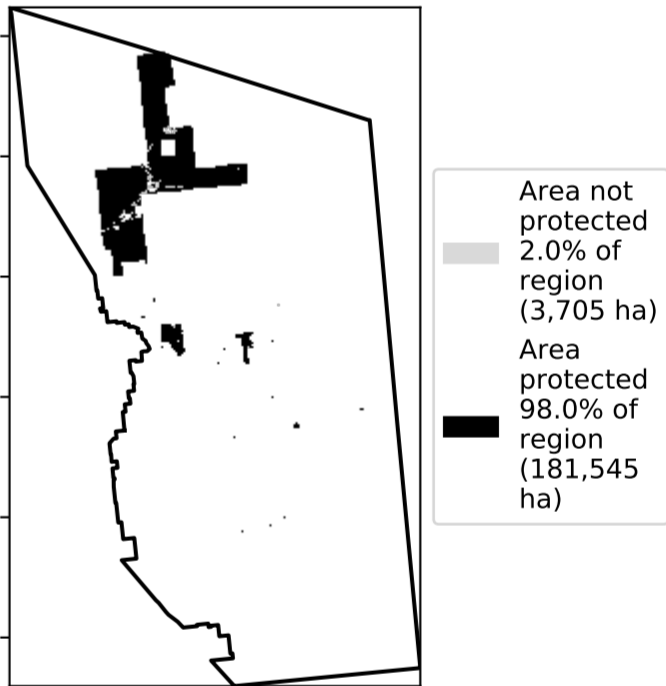 Area not
protected
2.0% of
region
(3,705 ha)
Area
protected
98.0% of
region
(181,545
ha)